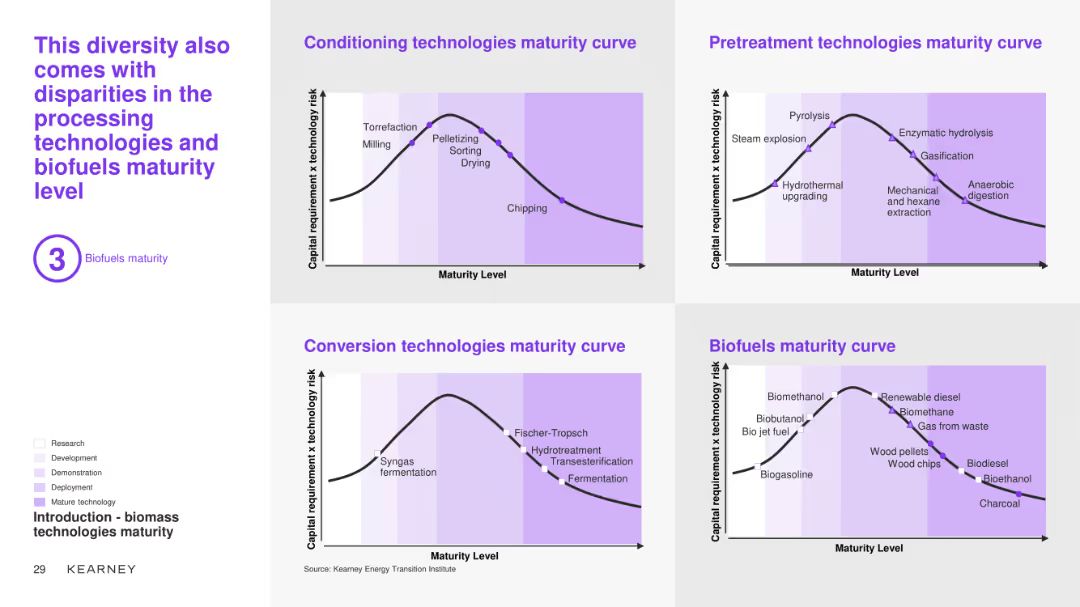 This diversity also
comes with
disparities in the
processing
technologies and
biofuels maturity
level
3
Biofuels maturity
Research
Development
Demonstration
Deployment
Mature technology
Introduction - biomass
technologies maturity
29
KEARNEY
Conditioning technologies maturity curve
Capital requirement x technology risk
Torrefaction
Milling
Pelletizing
Sorting
Drying
Chipping
Maturity Level
Pretreatment technologies maturity curve
Capital requirement x technology risk
Pyrolysis
Steam explosion
Hydrothermal
upgrading
Enzymatic hydrolysis
Gasification
Mechanical
and hexane
extraction
Anaerobic
digestion
Maturity Level
Conversion technologies maturity curve
Capital requirement x technology risk
Syngas
fermentation
Fischer-Tropsch
Hydrotreatment
Transesterification
Fermentation
Maturity Level
Source: Kearney Energy Transition Institute
Biofuels maturity curve
Capital requirement x technology risk
Biomethanol
Biobutanol
Bio jet fuel
Biogasoline
Renewable diesel
Biomethane
Gas from waste
Wood pellets
Wood chips
Biodiesel
Bioethanol
Charcoal
Maturity Level